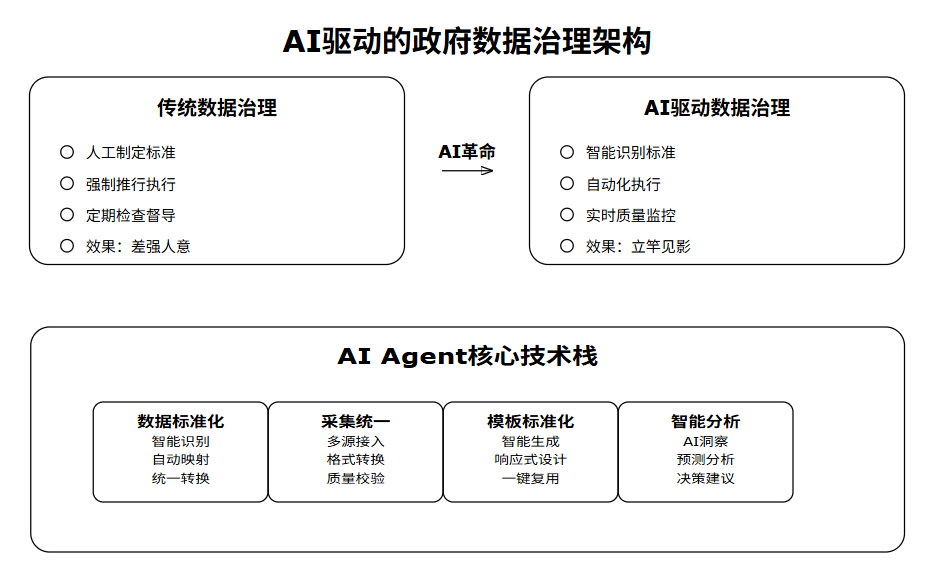 AI驱动的政府数据治理架构
传统数据治理
人工制定标准
强制推行执行
定期检查督导
效果：差强人意
AI革命
AI驱动数据治理
智能识别标准
自动化执行
实时质量监控
效果：立竿见影
AI Agent核心技术栈
数据标准化
智能识别
自动映射
统一转换
采集统一
多源接入
格式转换
质量校验
模板标准化
智能生成
响应式设计
一键复用
智能分析
AI洞察
预测分析
决策建议